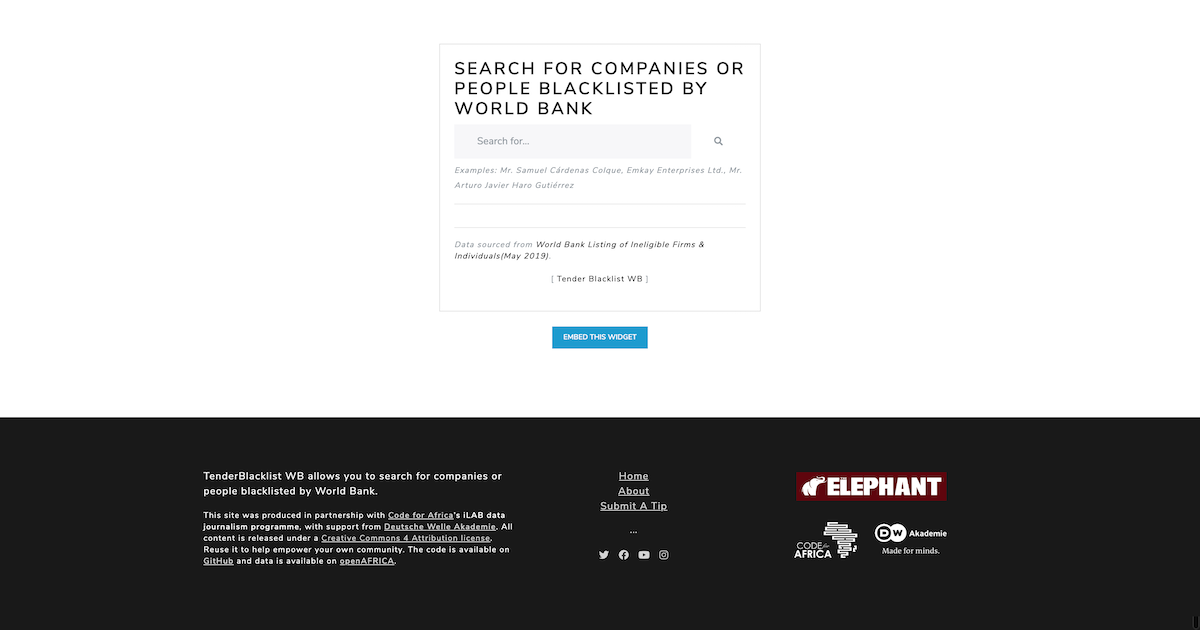 SEARCH FOR COMPANIES OR
PEOPLE BLACKLISTED BY
WORLD BANK
Search for...
Examples: Mr. Samuel Cárdenas Colque, Emkay Enterprises Ltd., Mr.
Arturo Javier Haro Gutiérrez
Data sourced from World Bank Listing of Ineligible Firms &
Individuals(May 2019).
[ Tender Blacklist WB ]
EMBED THIS WIDGET
TenderBlacklist WB allows you to search for companies or
people blacklisted by World Bank.
This site was produced in partnership with Code for Africa's iLAB data
journalism programme, with support from Deutsche Welle Akademie. All
content is released under a Creative Commons 4 Attribution license.
Reuse it to help empower your own community. The code is available on
GitHub and data is available on openAFRICA.
Home
About
Submit A Tip
...
THE ELEPHANT
CODE for
AFRICA
DW Akademie
Made for minds.